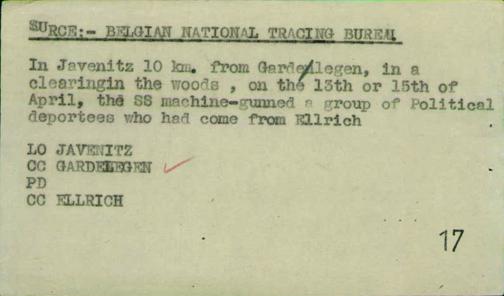 SURCE:- BELGIAN NATIONAL TRACING BUREAU
In Javenitz 10 km. from Gardenlegen, in a
clearingin the woods , on the 13th or 15th of
April, the SS machine-gunned a group of Political
deportees who had come from Ellrich
LO JAVENITZ
CC GARDELEGEN
PD
CC ELLRICH
17